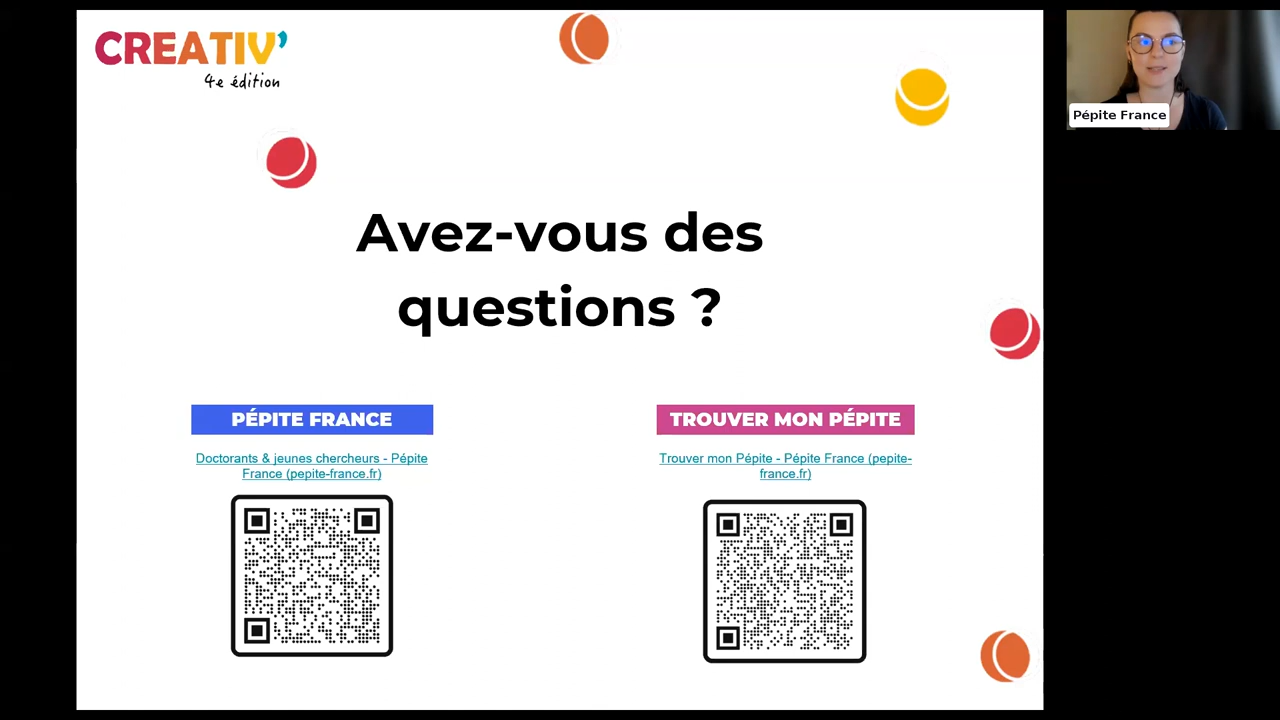 CREATIV'
4e édition
Pépite France
Avez-vous des
questions ?
PÉPITE FRANCE
Doctorants & jeunes chercheurs - Pépite
France (pepite-france.fr)
TROUVER MON PÉPITE
Trouver mon Pépite - Pépite France (pepite-
france.fr)